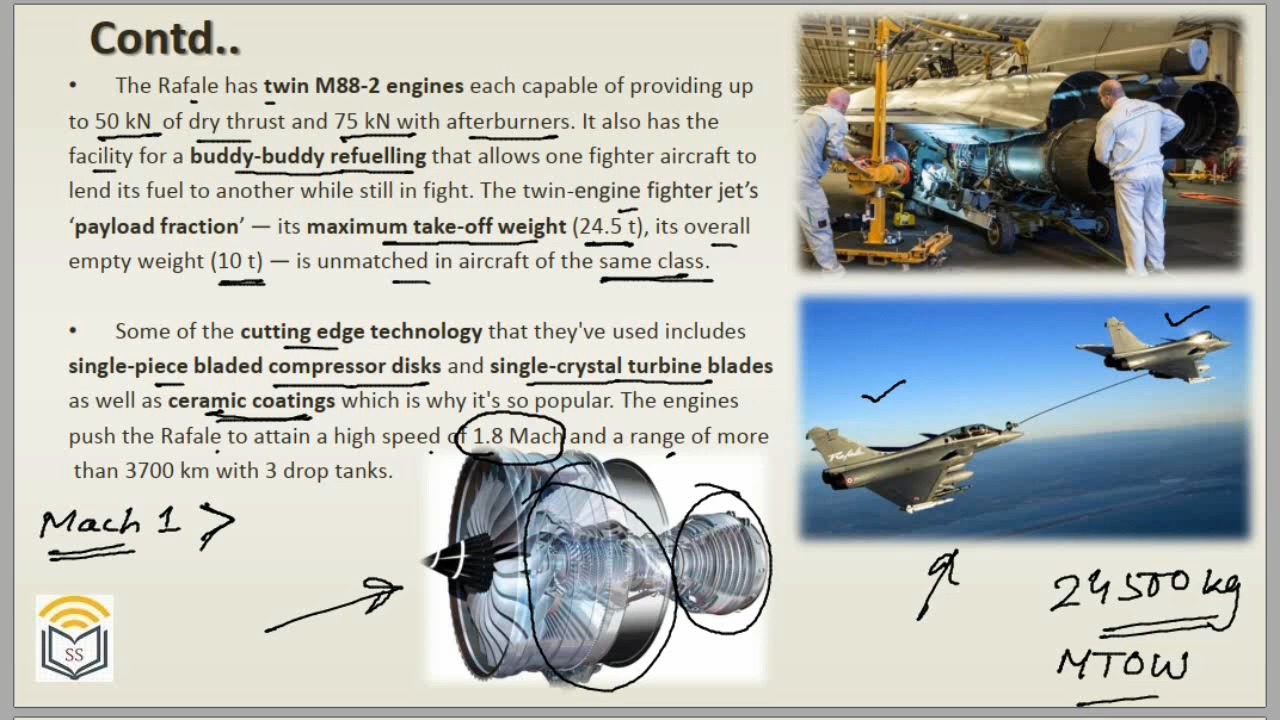 Contd..
• The Rafale has twin M88-2 engines each capable of providing up
to 50 kN of dry thrust and 75 kN with afterburners. It also has the
facility for a buddy-buddy refuelling that allows one fighter aircraft to
lend its fuel to another while still in fight. The twin-engine fighter jet’s
‘payload fraction’ — its maximum take-off weight (24.5 t), its overall
empty weight (10 t) — is unmatched in aircraft of the same class.
• Some of the cutting edge technology that they've used includes
single-piece bladed compressor disks and single-crystal turbine blades
as well as ceramic coatings which is why it's so popular. The engines
push the Rafale to attain a high speed of 1.8 Mach and a range of more
than 3700 km with 3 drop tanks.
Mach 1 >
Rafale
24500 kg
MTOW
SS